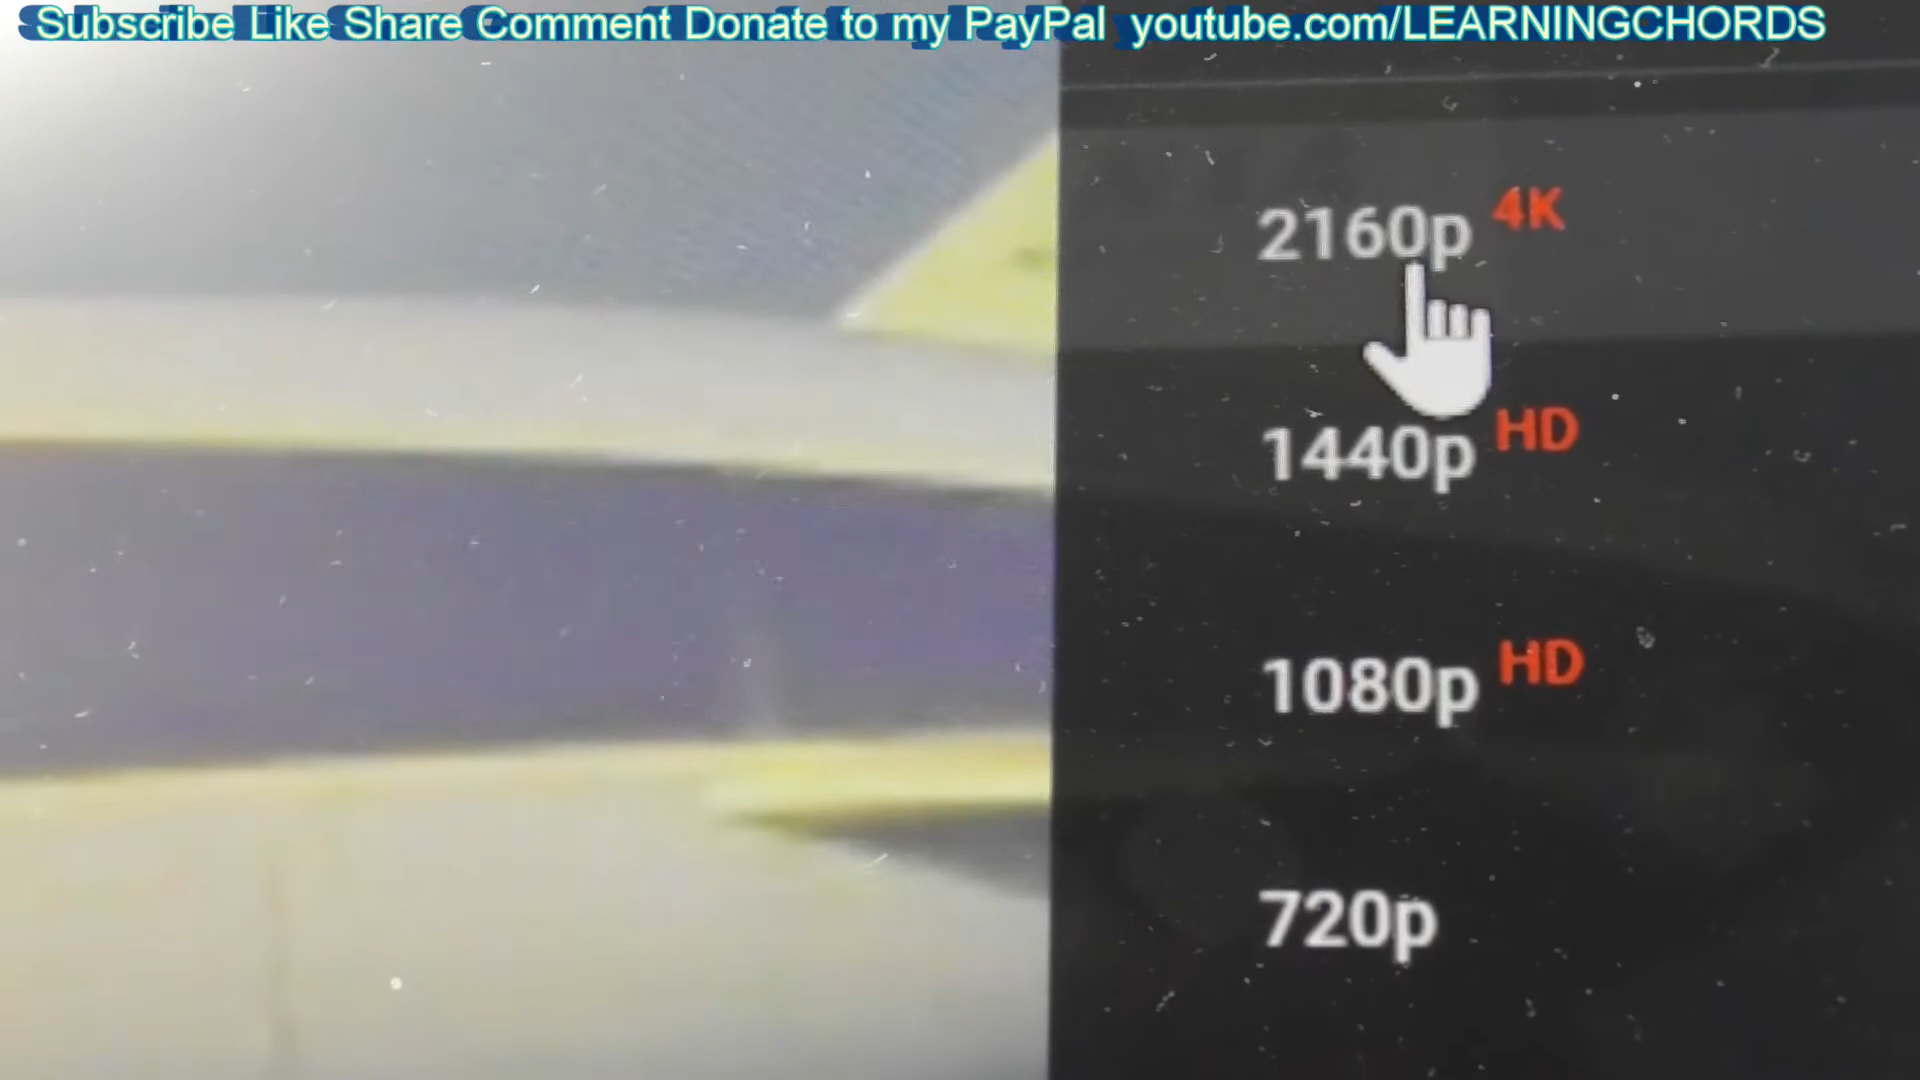 Subscribe Like Share Comment Donate to my PayPal youtube.com/LEARNINGCHORDS
2160p 4K
1440p HD
1080p HD
720p